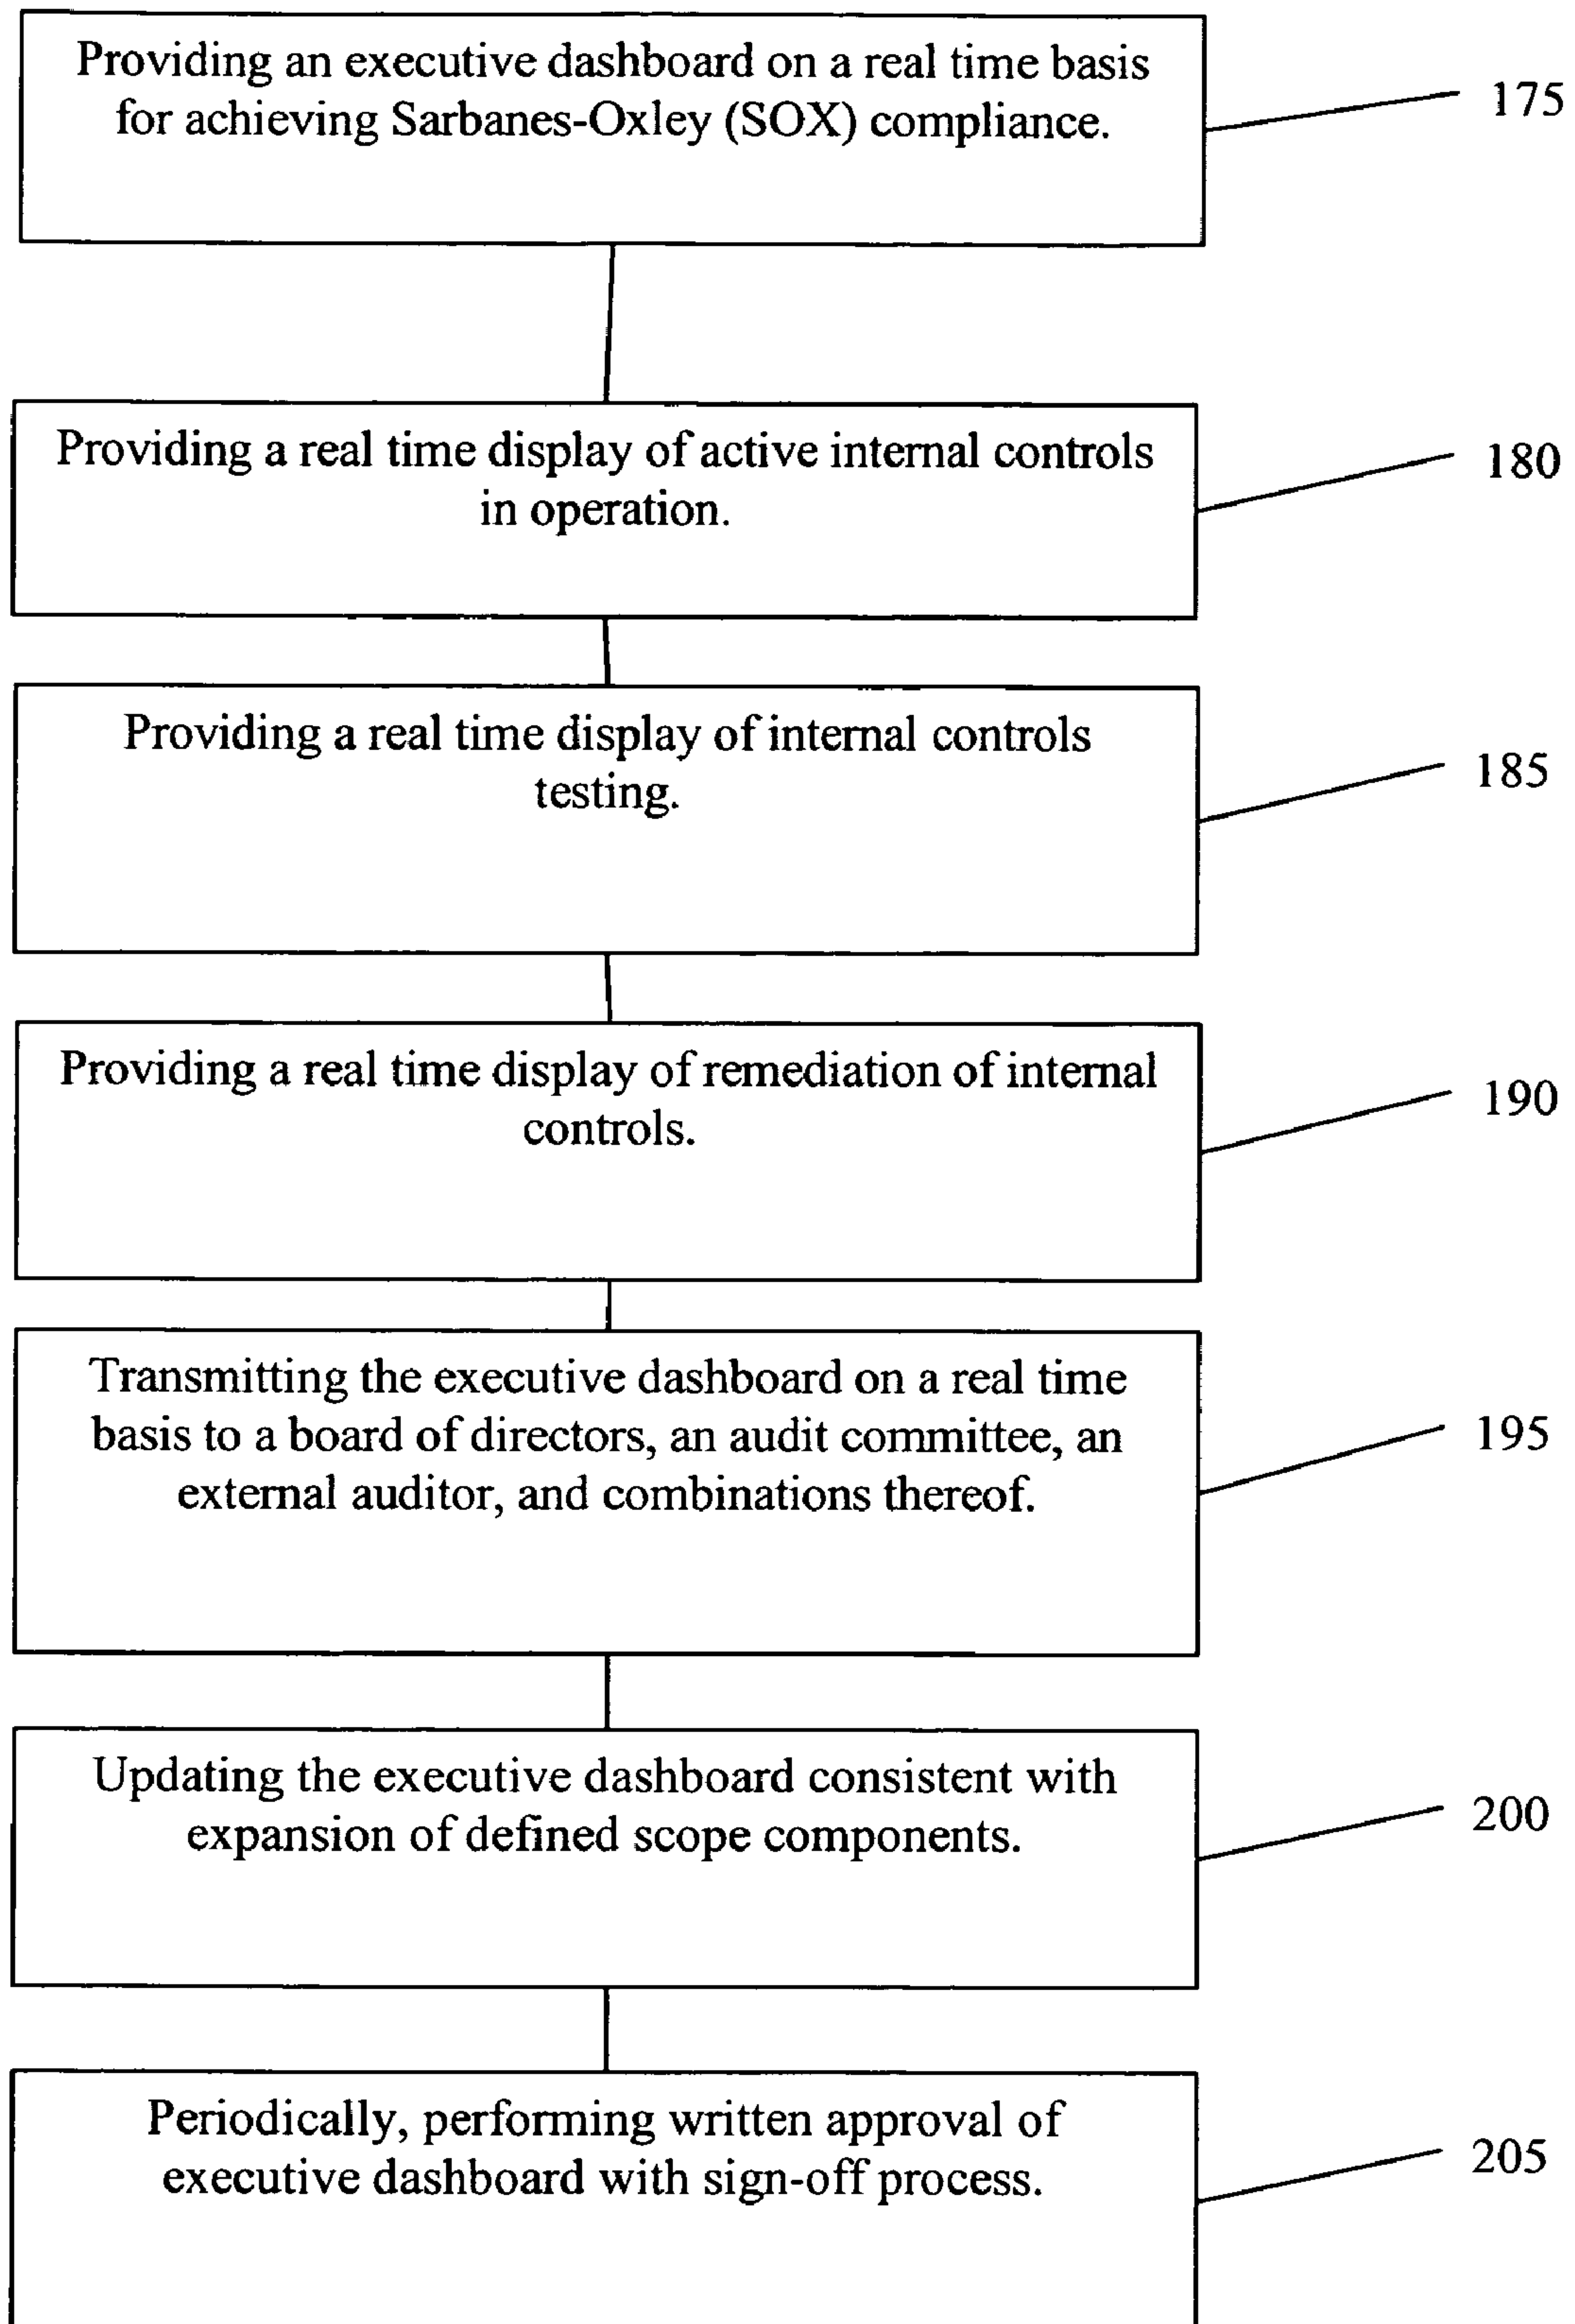 Providing an executive dashboard on a real time basis
for achieving Sarbanes-Oxley (SOX) compliance.
175
Providing a real time display of active internal controls
in operation.
180
Providing a real time display of internal controls
testing.
185
Providing a real time display of remediation of internal
controls.
190
Transmitting the executive dashboard on a real time
basis to a board of directors, an audit committee, an
external auditor, and combinations thereof.
195
Updating the executive dashboard consistent with
expansion of defined scope components.
200
Periodically, performing written approval of
executive dashboard with sign-off process.
205